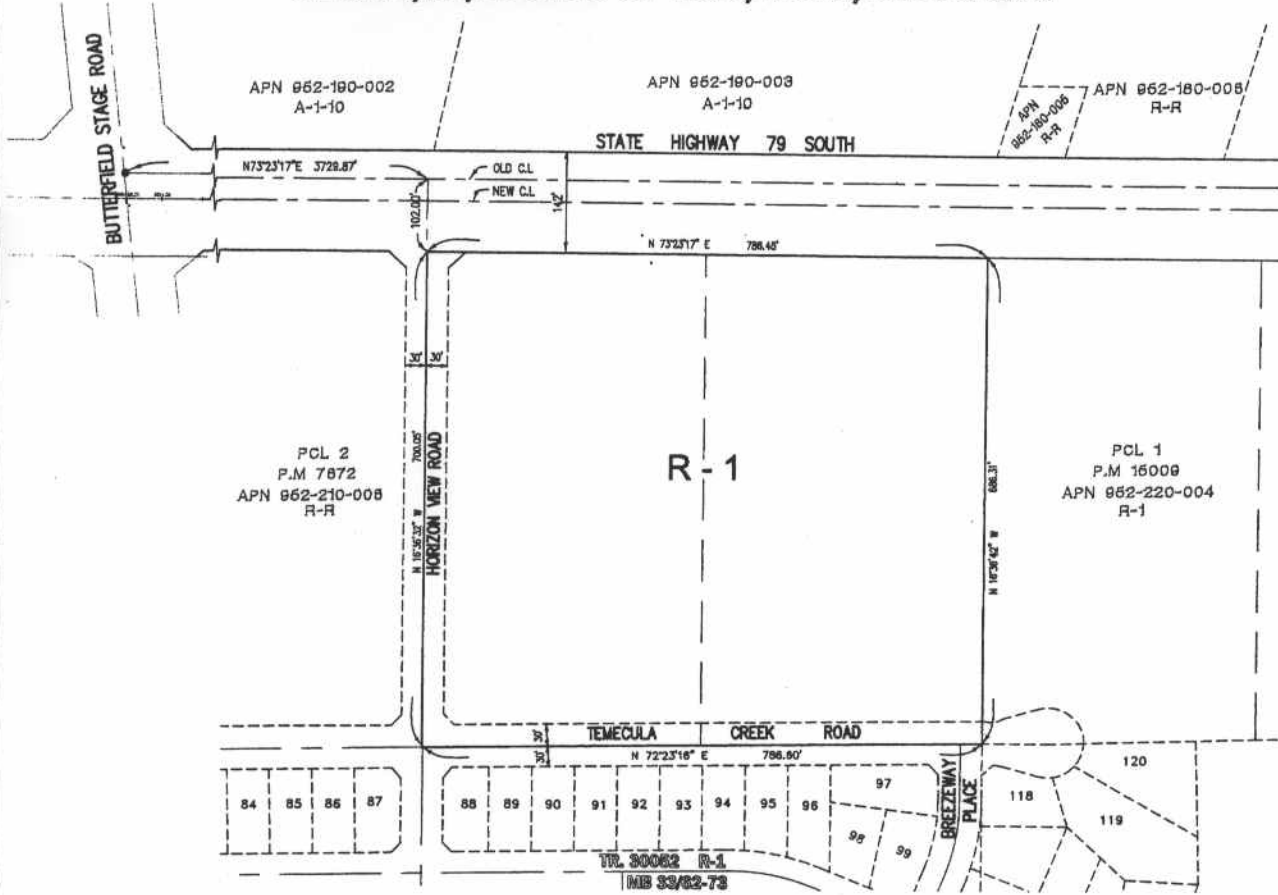 BUTTERFIELD STAGE ROAD
APN 952-190-002
A-1-10
APN 952-190-003
A-1-10
APN
952-180-005
R-R
APN 952-180-006
R-R
STATE HIGHWAY 79 SOUTH
N73°23'17"E 3729.87'
OLD C.L
NEW C.L
102.00'
142'
N 73°23'17" E 786.45'
30' 30'
PCL 2
P.M 7872
APN 952-210-008
R-R
N 16°36'32" W 700.05'
HORIZON VIEW ROAD
R - 1
N 16°36'42" W 686.31'
PCL 1
P.M 15009
APN 952-220-004
R-1
30' 30'
TEMECULA CREEK ROAD
N 72°23'16" E 786.60'
84 85 86 87 88 89 90 91 92 93 94 95 96 97
98 99
BREEZEWAY PLACE
118 119 120
TR. 30052 R-1
MB 33/62-73